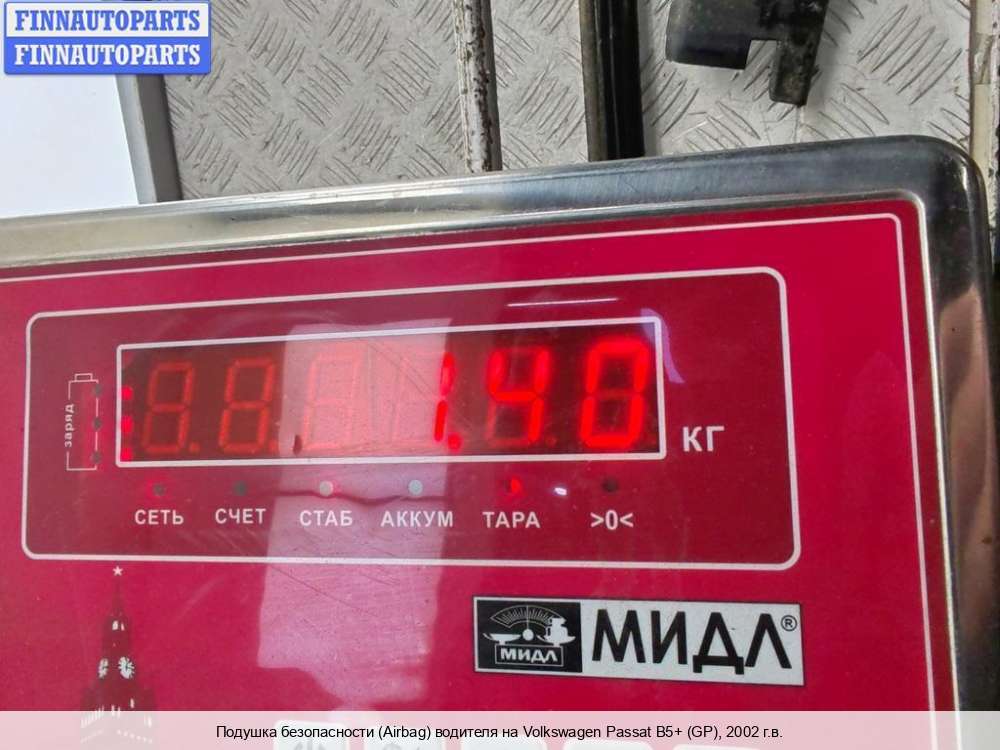 FINNAUTOPARTS
FINNAUTOPARTS
заряд
1.40 КГ
СЕТЬ СЧЕТ СТАБ АККУМ ТАРА >0<
МИДЛ МИДЛ®
Подушка безопасности (Airbag) водителя на Volkswagen Passat B5+ (GP), 2002 г.в.